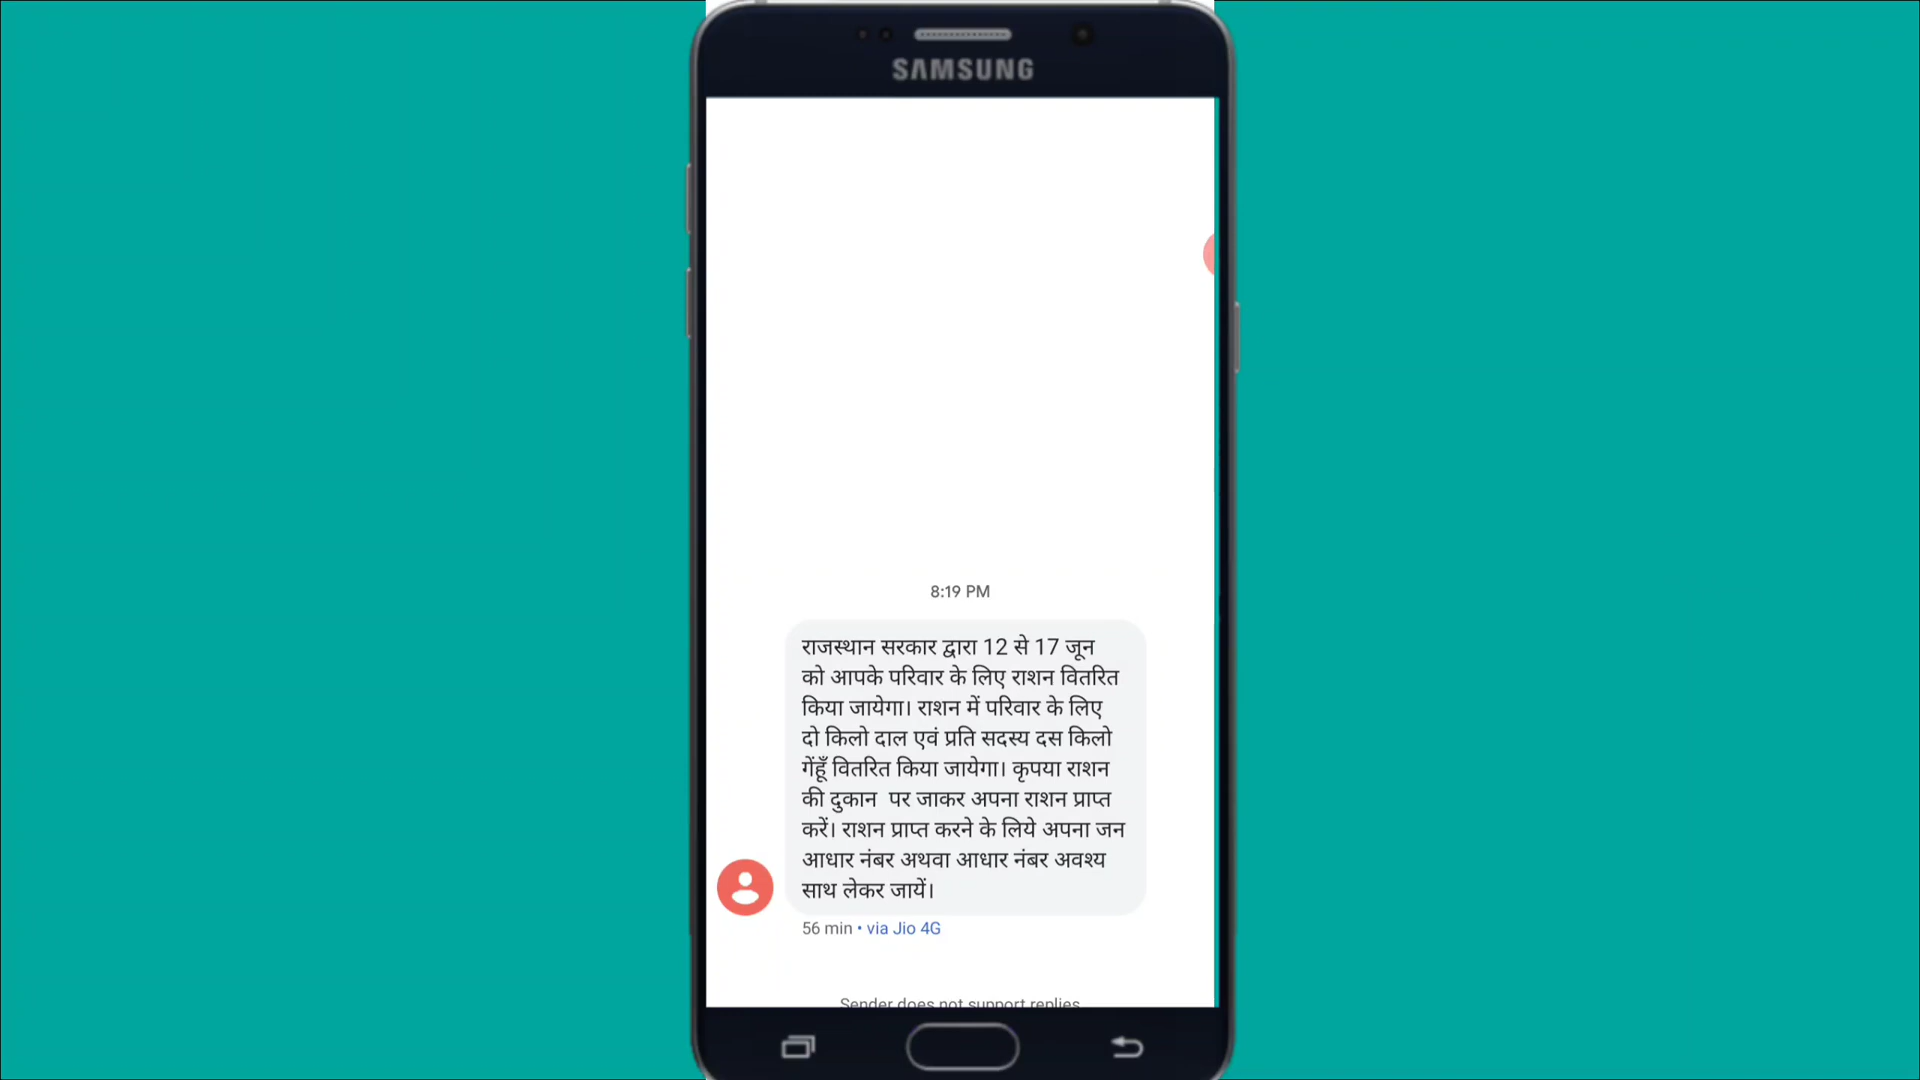 SAMSUNG
8:19 PM
राजस्थान सरकार द्वारा 12 से 17 जून
को आपके परिवार के लिए राशन वितरित
किया जायेगा। राशन में परिवार के लिए
दो किलो दाल एवं प्रति सदस्य दस किलो
गेंहूँ वितरित किया जायेगा। कृपया राशन
की दुकान  पर जाकर अपना राशन प्राप्त
करें। राशन प्राप्त करने के लिये अपना जन
आधार नंबर अथवा आधार नंबर अवश्य
साथ लेकर जायें।
56 min • via Jio 4G
Sender does not support replies